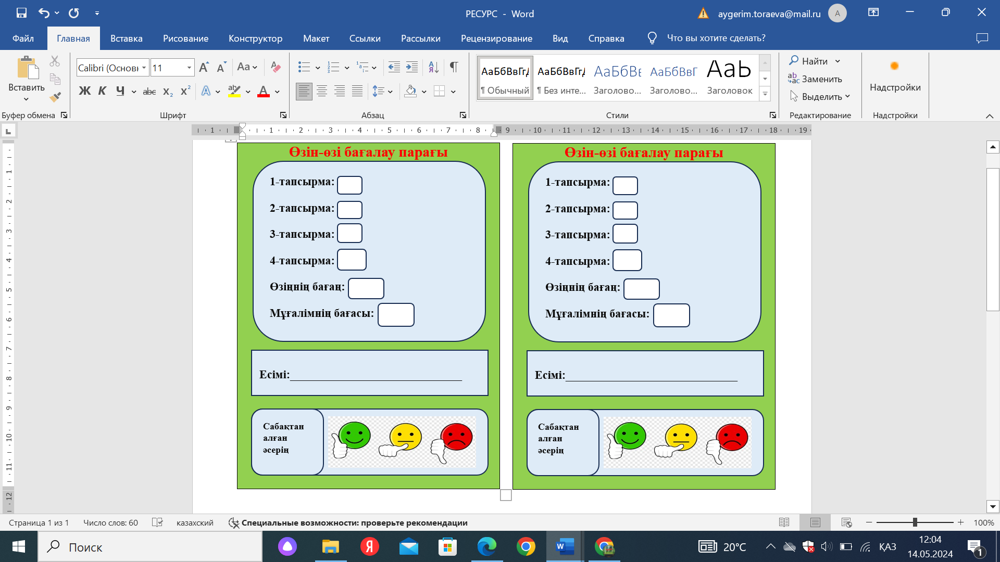 РЕСУРС - Word
aygerim.toraeva@mail.ru
A
Файл
Главная
Вставка
Рисование
Конструктор
Макет
Ссылки
Рассылки
Рецензирование
Вид
Справка
Что вы хотите сделать?
Вставить
Буфер обмена
Calibri (Основн
11
Aa
Ж К Ч abc x₂ x²
Шрифт
Абзац
АаБбВвГгД
АаБбВвГгД
АаБбВв
АаБбВвГ
АаЬ
¶ Обычный
¶ Без инте...
Заголово...
Заголово...
Заголовок
Стили
Найти
Заменить
Выделить
Редактирование
Надстройки
Надстройки
1 1 2 3 4 5 6 7 8 9 10 11 12 13 14 15 16 17 18 19
1 2 3 4 5 6 7 8 9 10 11 12
Өзін-өзі бағалау парағы
1-тапсырма:
2-тапсырма:
3-тапсырма:
4-тапсырма:
Өзіңнің бағаң:
Мұғалімнің бағасы:
Есімі:______________________________
Сабақтан
алған
әсерің
Өзін-өзі бағалау парағы
1-тапсырма:
2-тапсырма:
3-тапсырма:
4-тапсырма:
Өзіңнің бағаң:
Мұғалімнің бағасы:
Есімі:______________________________
Сабақтан
алған
әсерің
Страница 1 из 1
Число слов: 60
казахский
Специальные возможности: проверьте рекомендации
100%
Поиск
20°C
ҚАЗ
12:04
14.05.2024
1